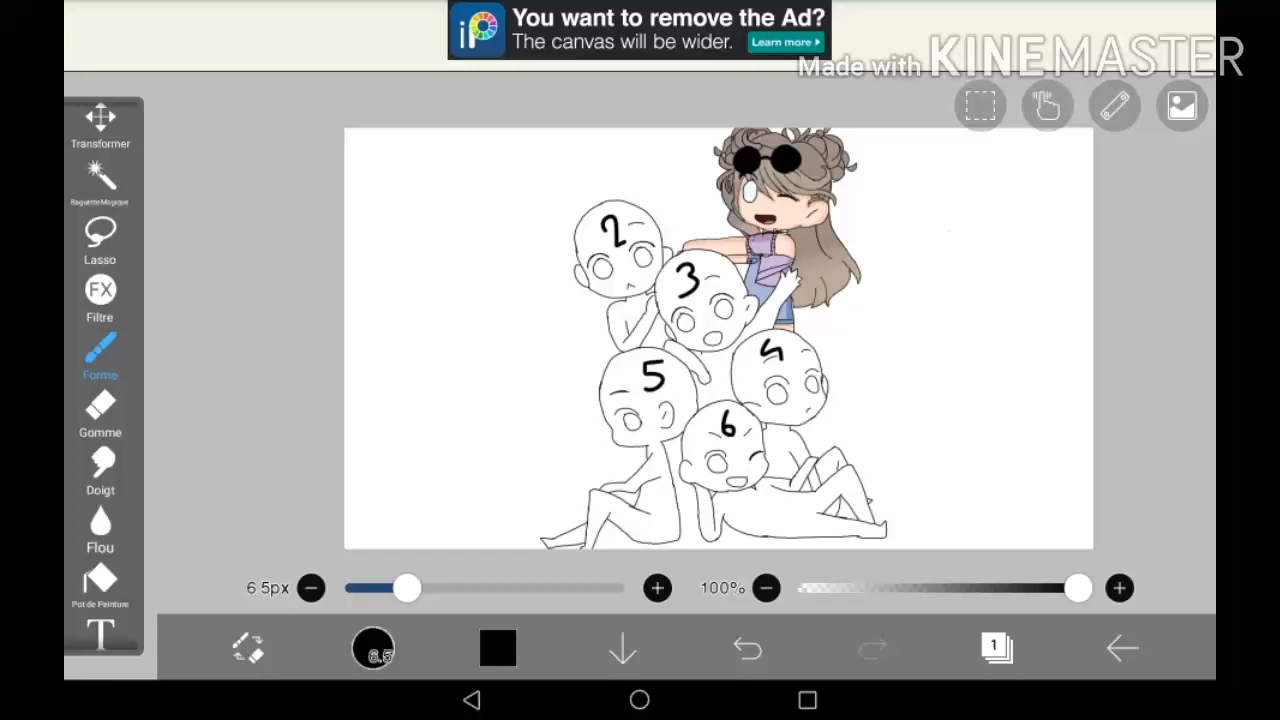 You want to remove the Ad?
The canvas will be wider.
Learn more
iP
Made with KINEMASTER
Transformer
Baguette Magique
Lasso
FX
Filtre
Forme
Gomme
Doigt
Flou
Pot de Peinture
T
2
3
4
5
6
6.5px
100%
6.5
1